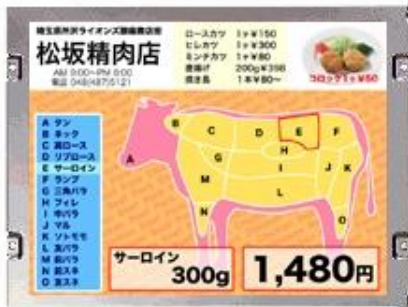 埼玉県所沢ライオンズ銀座商店街
松坂精肉店
AM 9:00~PM 8:00
電話 048(487)5121
ロースカツ 1ヶ¥150
ヒレカツ 1ヶ¥300
ミンチカツ 1ヶ¥80
唐揚げ 200g¥398
焼き鳥 1本¥80~
コロッケ1ヶ¥50
A タン
B ネック
C 肩ロース
D リブロース
E サーロイン
F ランプ
G 三角バラ
H フィレ
I 中バラ
J マル
K ソトモモ
L 友バラ
M 前バラ
N 前スネ
O 友スネ
A
B
C
D
E
F
G
H
I
J
K
L
M
N
O
サーロイン
300g
1,480円